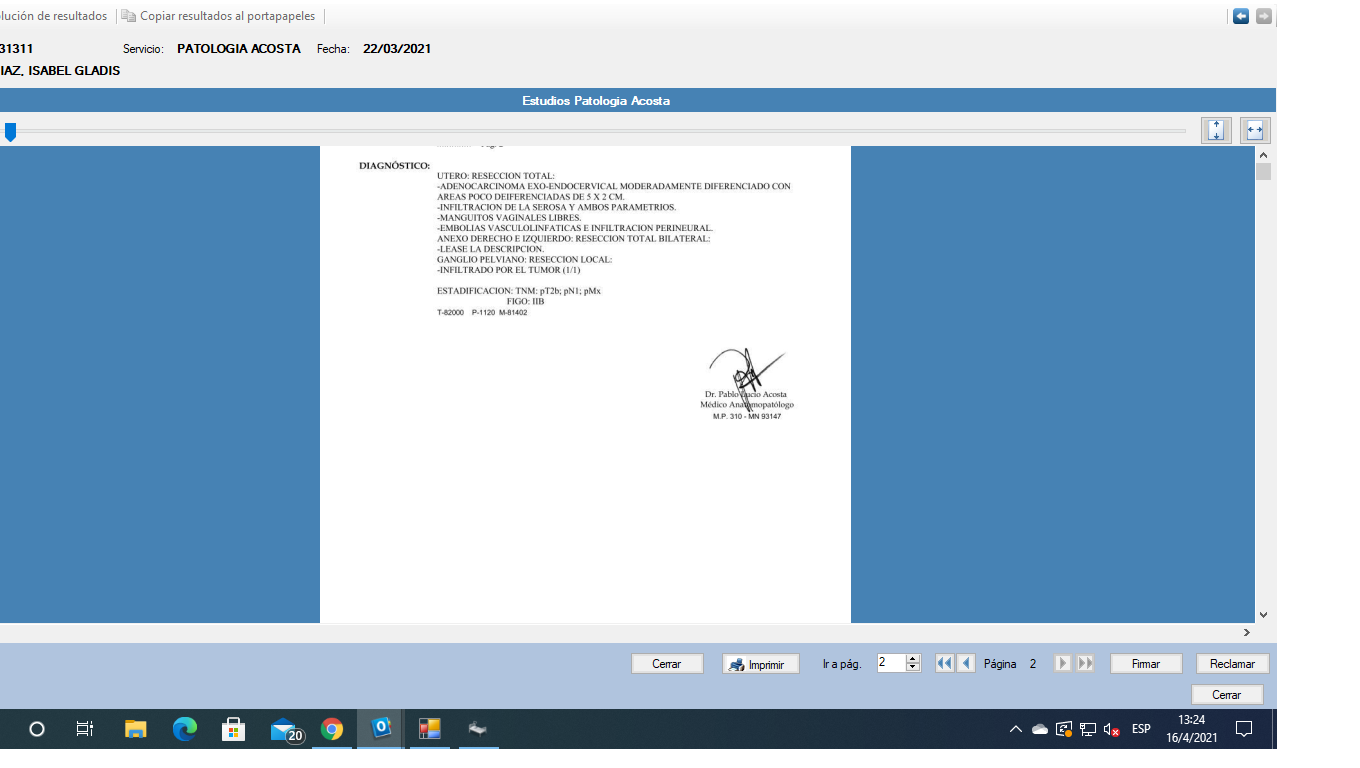 lución de resultados Copiar resultados al portapapeles
31311 Servicio: PATOLOGIA ACOSTA Fecha: 22/03/2021
IAZ, ISABEL GLADIS
Estudios Patologia Acosta
DIAGNÓSTICO:
UTERO: RESECCION TOTAL:
-ADENOCARCINOMA EXO-ENDOCERVICAL MODERADAMENTE DIFERENCIADO CON
AREAS POCO DEIFERENCIADAS DE 5 X 2 CM.
-INFILTRACION DE LA SEROSA Y AMBOS PARAMETRIOS.
-MANGUITOS VAGINALES LIBRES.
-EMBOLIAS VASCULOLINFATICAS E INFILTRACION PERINEURAL.
ANEXO DERECHO E IZQUIERDO: RESECCION TOTAL BILATERAL:
-LEASE LA DESCRIPCION.
GANGLIO PELVIANO: RESECCION LOCAL:
-INFILTRADO POR EL TUMOR (1/1)
ESTADIFICACION: TNM: pT2b; pN1; pMx
FIGO: IIB
T-82000 P-1120 M-81402
Dr. Pablo Lucio Acosta
Médico Anatomopatólogo
M.P. 310 - MN 93147
Cerrar Imprimir Ir a pág. 2 Página 2 Firmar Reclamar
Cerrar
20
ESP
13:24
16/4/2021